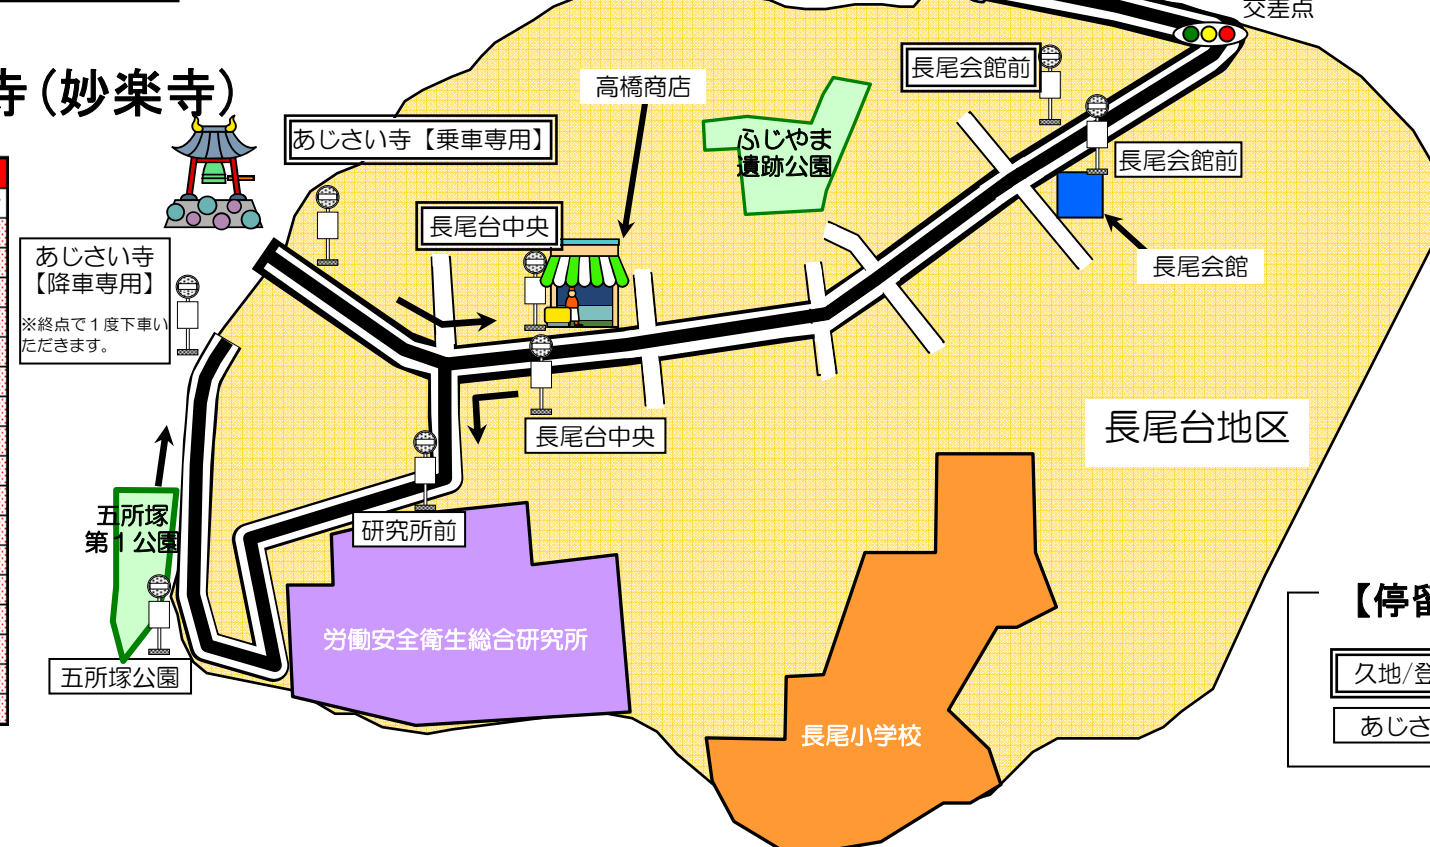 交差点
長尾会館前
高橋商店
寺(妙楽寺)
あじさい寺【乗車専用】
ふじやま
遺跡公園
長尾会館前
長尾台中央
あじさい寺
【降車専用】
※終点で1度下車い
ただきます。
長尾会館
長尾台中央
長尾台地区
五所塚
第1公園
研究所前
労働安全衛生総合研究所
五所塚公園
長尾小学校
【停留
久地/登
あじさ